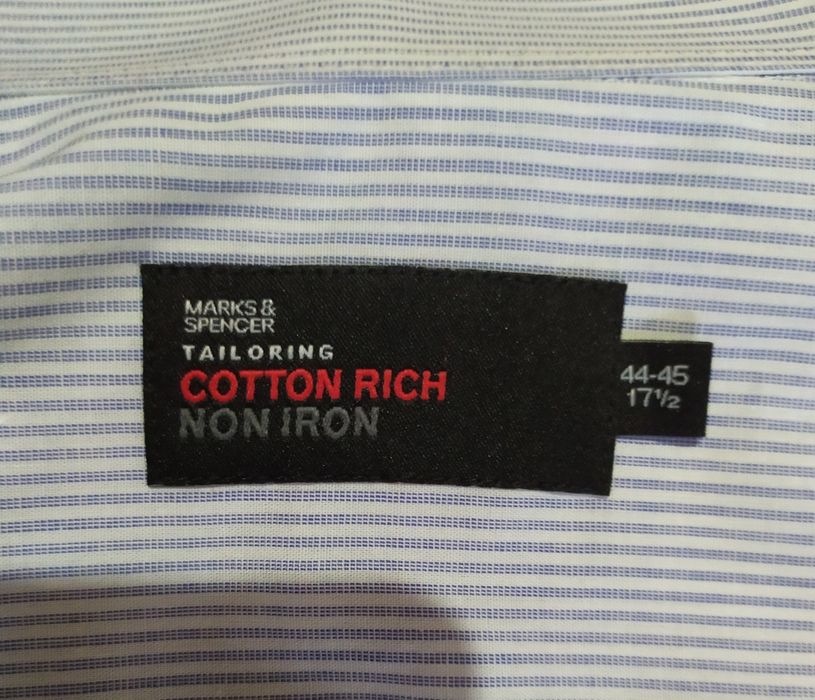 MARKS &
SPENCER
TAILORING
COTTON RICH
NON IRON
44-45
17½